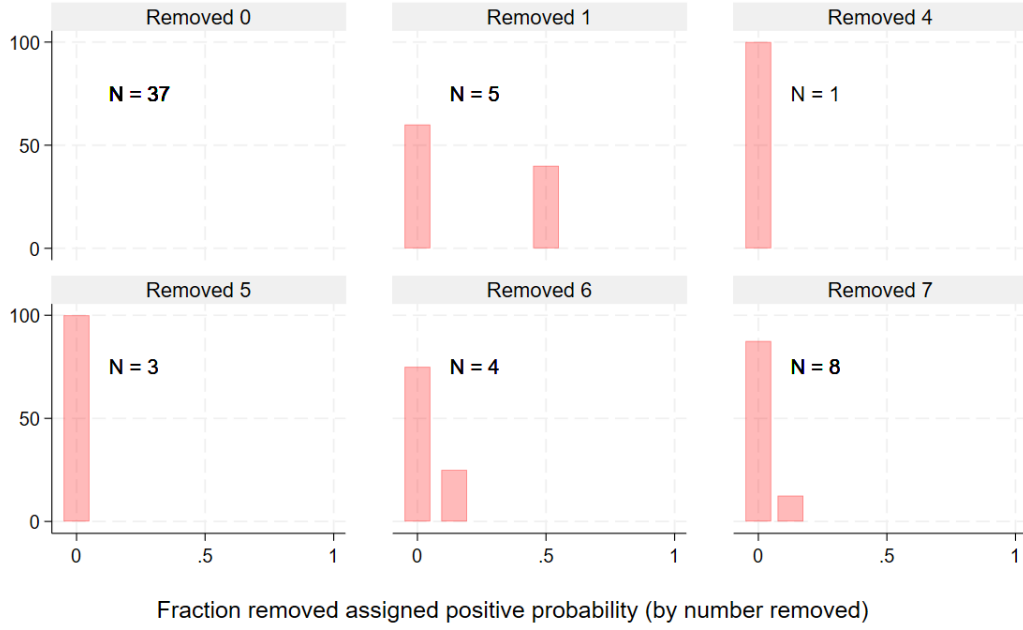 Removed 0
Removed 1
Removed 4
100
50
0
N = 37
N = 5
N = 1
Removed 5
Removed 6
Removed 7
100
50
0
N = 3
N = 4
N = 8
0 .5 1
0 .5 1
0 .5 1
Fraction removed assigned positive probability (by number removed)